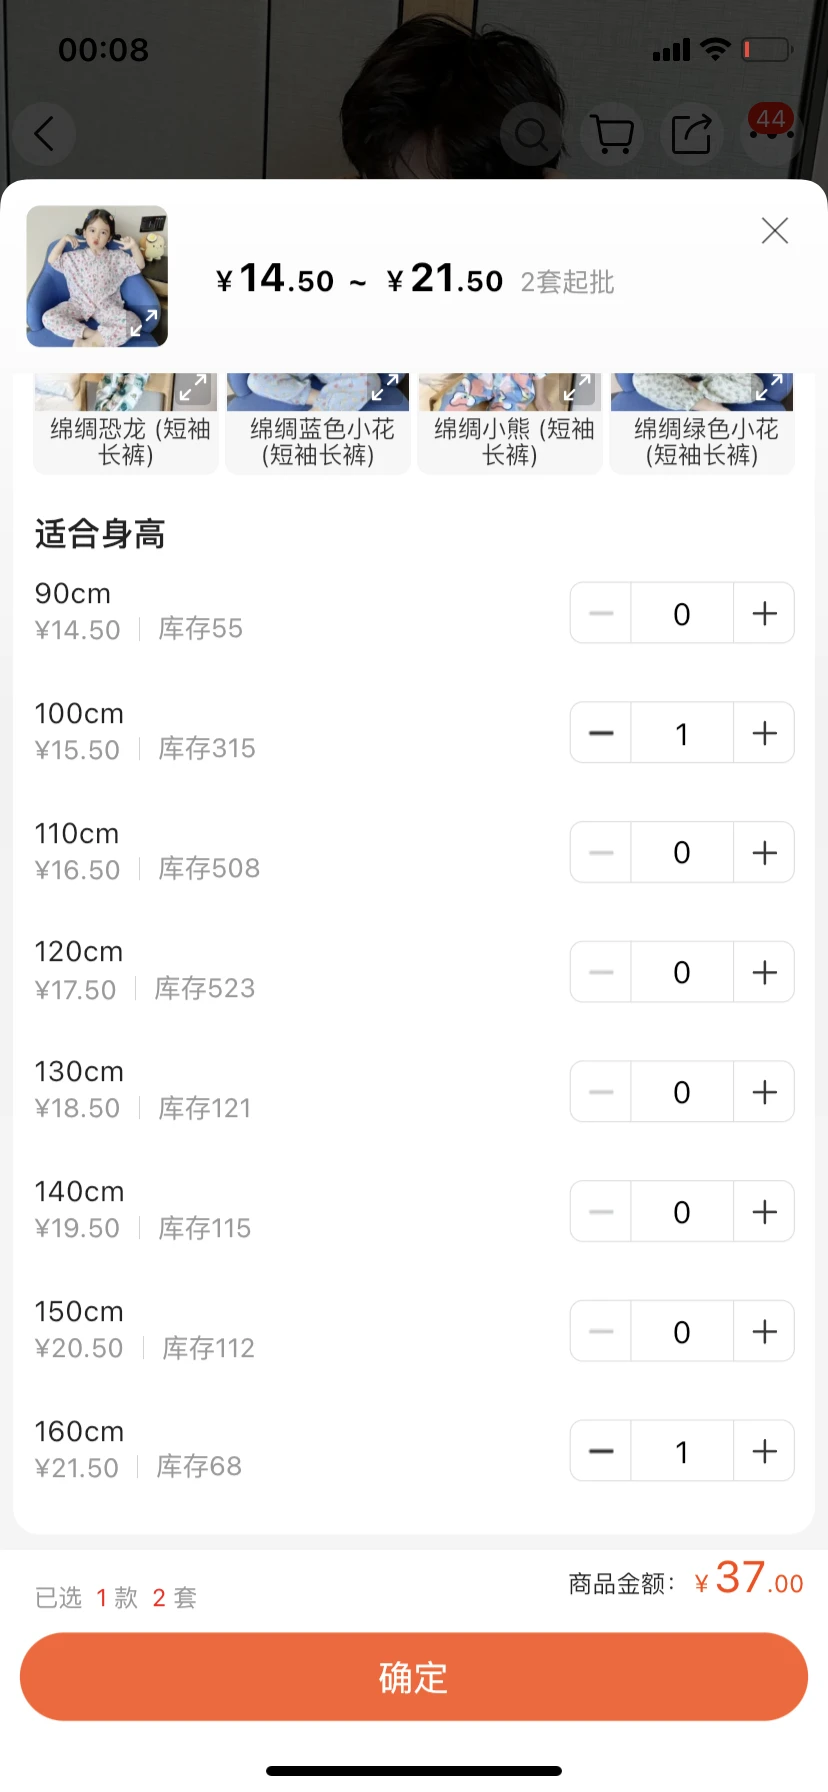 00:08
44
¥14.50 ~ ¥21.50 2套起批
绵绸恐龙 (短袖
长裤)
绵绸蓝色小花
(短袖长裤)
绵绸小熊 (短袖
长裤)
绵绸绿色小花
(短袖长裤)
适合身高
90cm
¥14.50 库存55
0
100cm
¥15.50 库存315
1
110cm
¥16.50 库存508
0
120cm
¥17.50 库存523
0
130cm
¥18.50 库存121
0
140cm
¥19.50 库存115
0
150cm
¥20.50 库存112
0
160cm
¥21.50 库存68
1
已选 1 款 2 套
商品金额: ¥37.00
确定